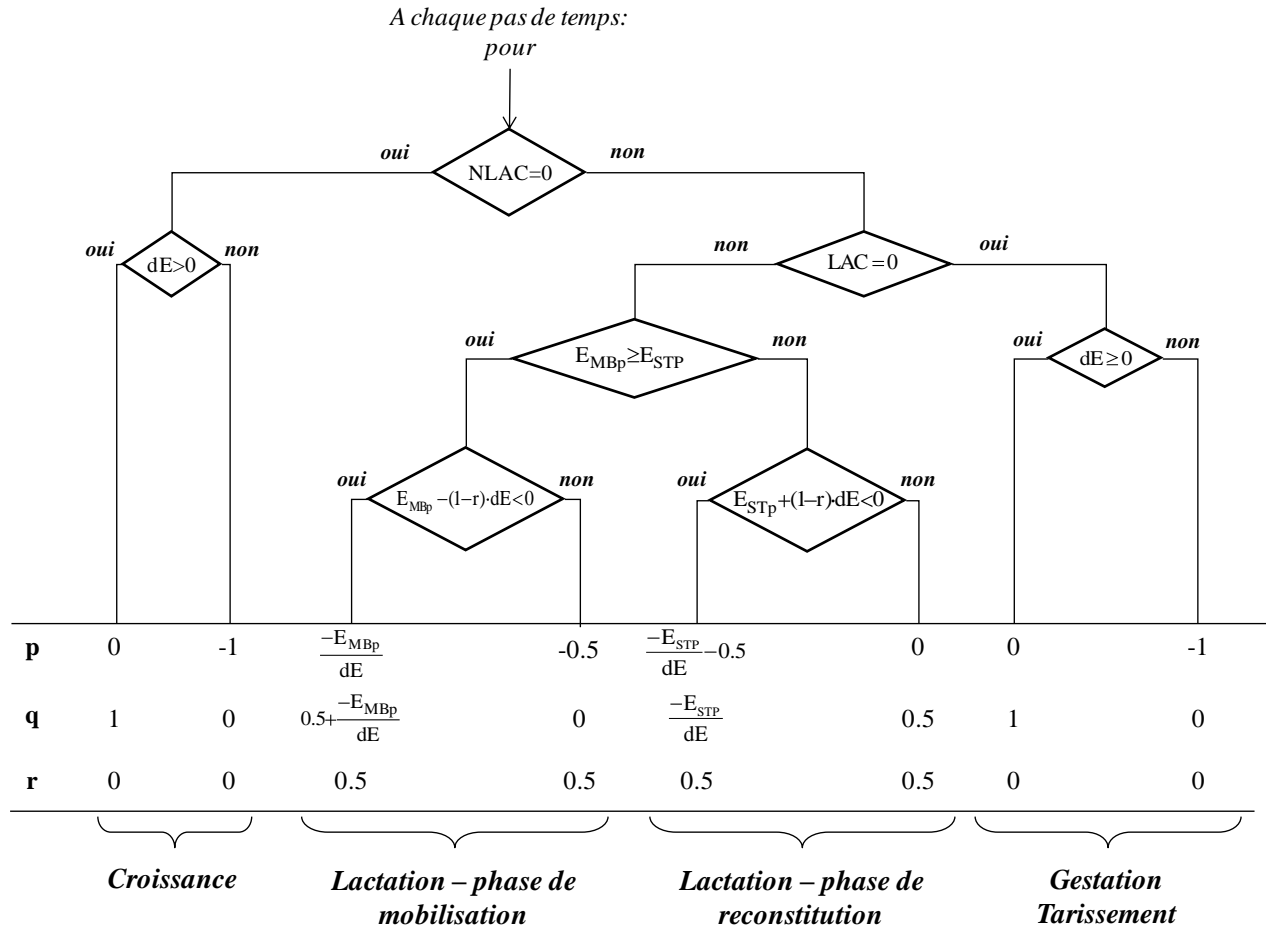 A chaque pas de temps:
pour
oui
non
NLAC=0
oui
non
dE>0
non
oui
LAC=0
oui
non
E_MBp≥E_STP
oui
non
dE≥0
oui
non
E_MBp−(1−r)·dE<0
oui
non
E_STp+(1−r)·dE<0
p 0 -1 −E_MBp/dE -0.5 −E_STP/dE−0.5 0 0 -1
q 1 0 0.5+−E_MBp/dE 0 −E_STP/dE 0.5 1 0
r 0 0 0.5 0.5 0.5 0.5 0 0
Croissance
Lactation – phase de
mobilisation
Lactation – phase de
reconstitution
Gestation
Tarissement